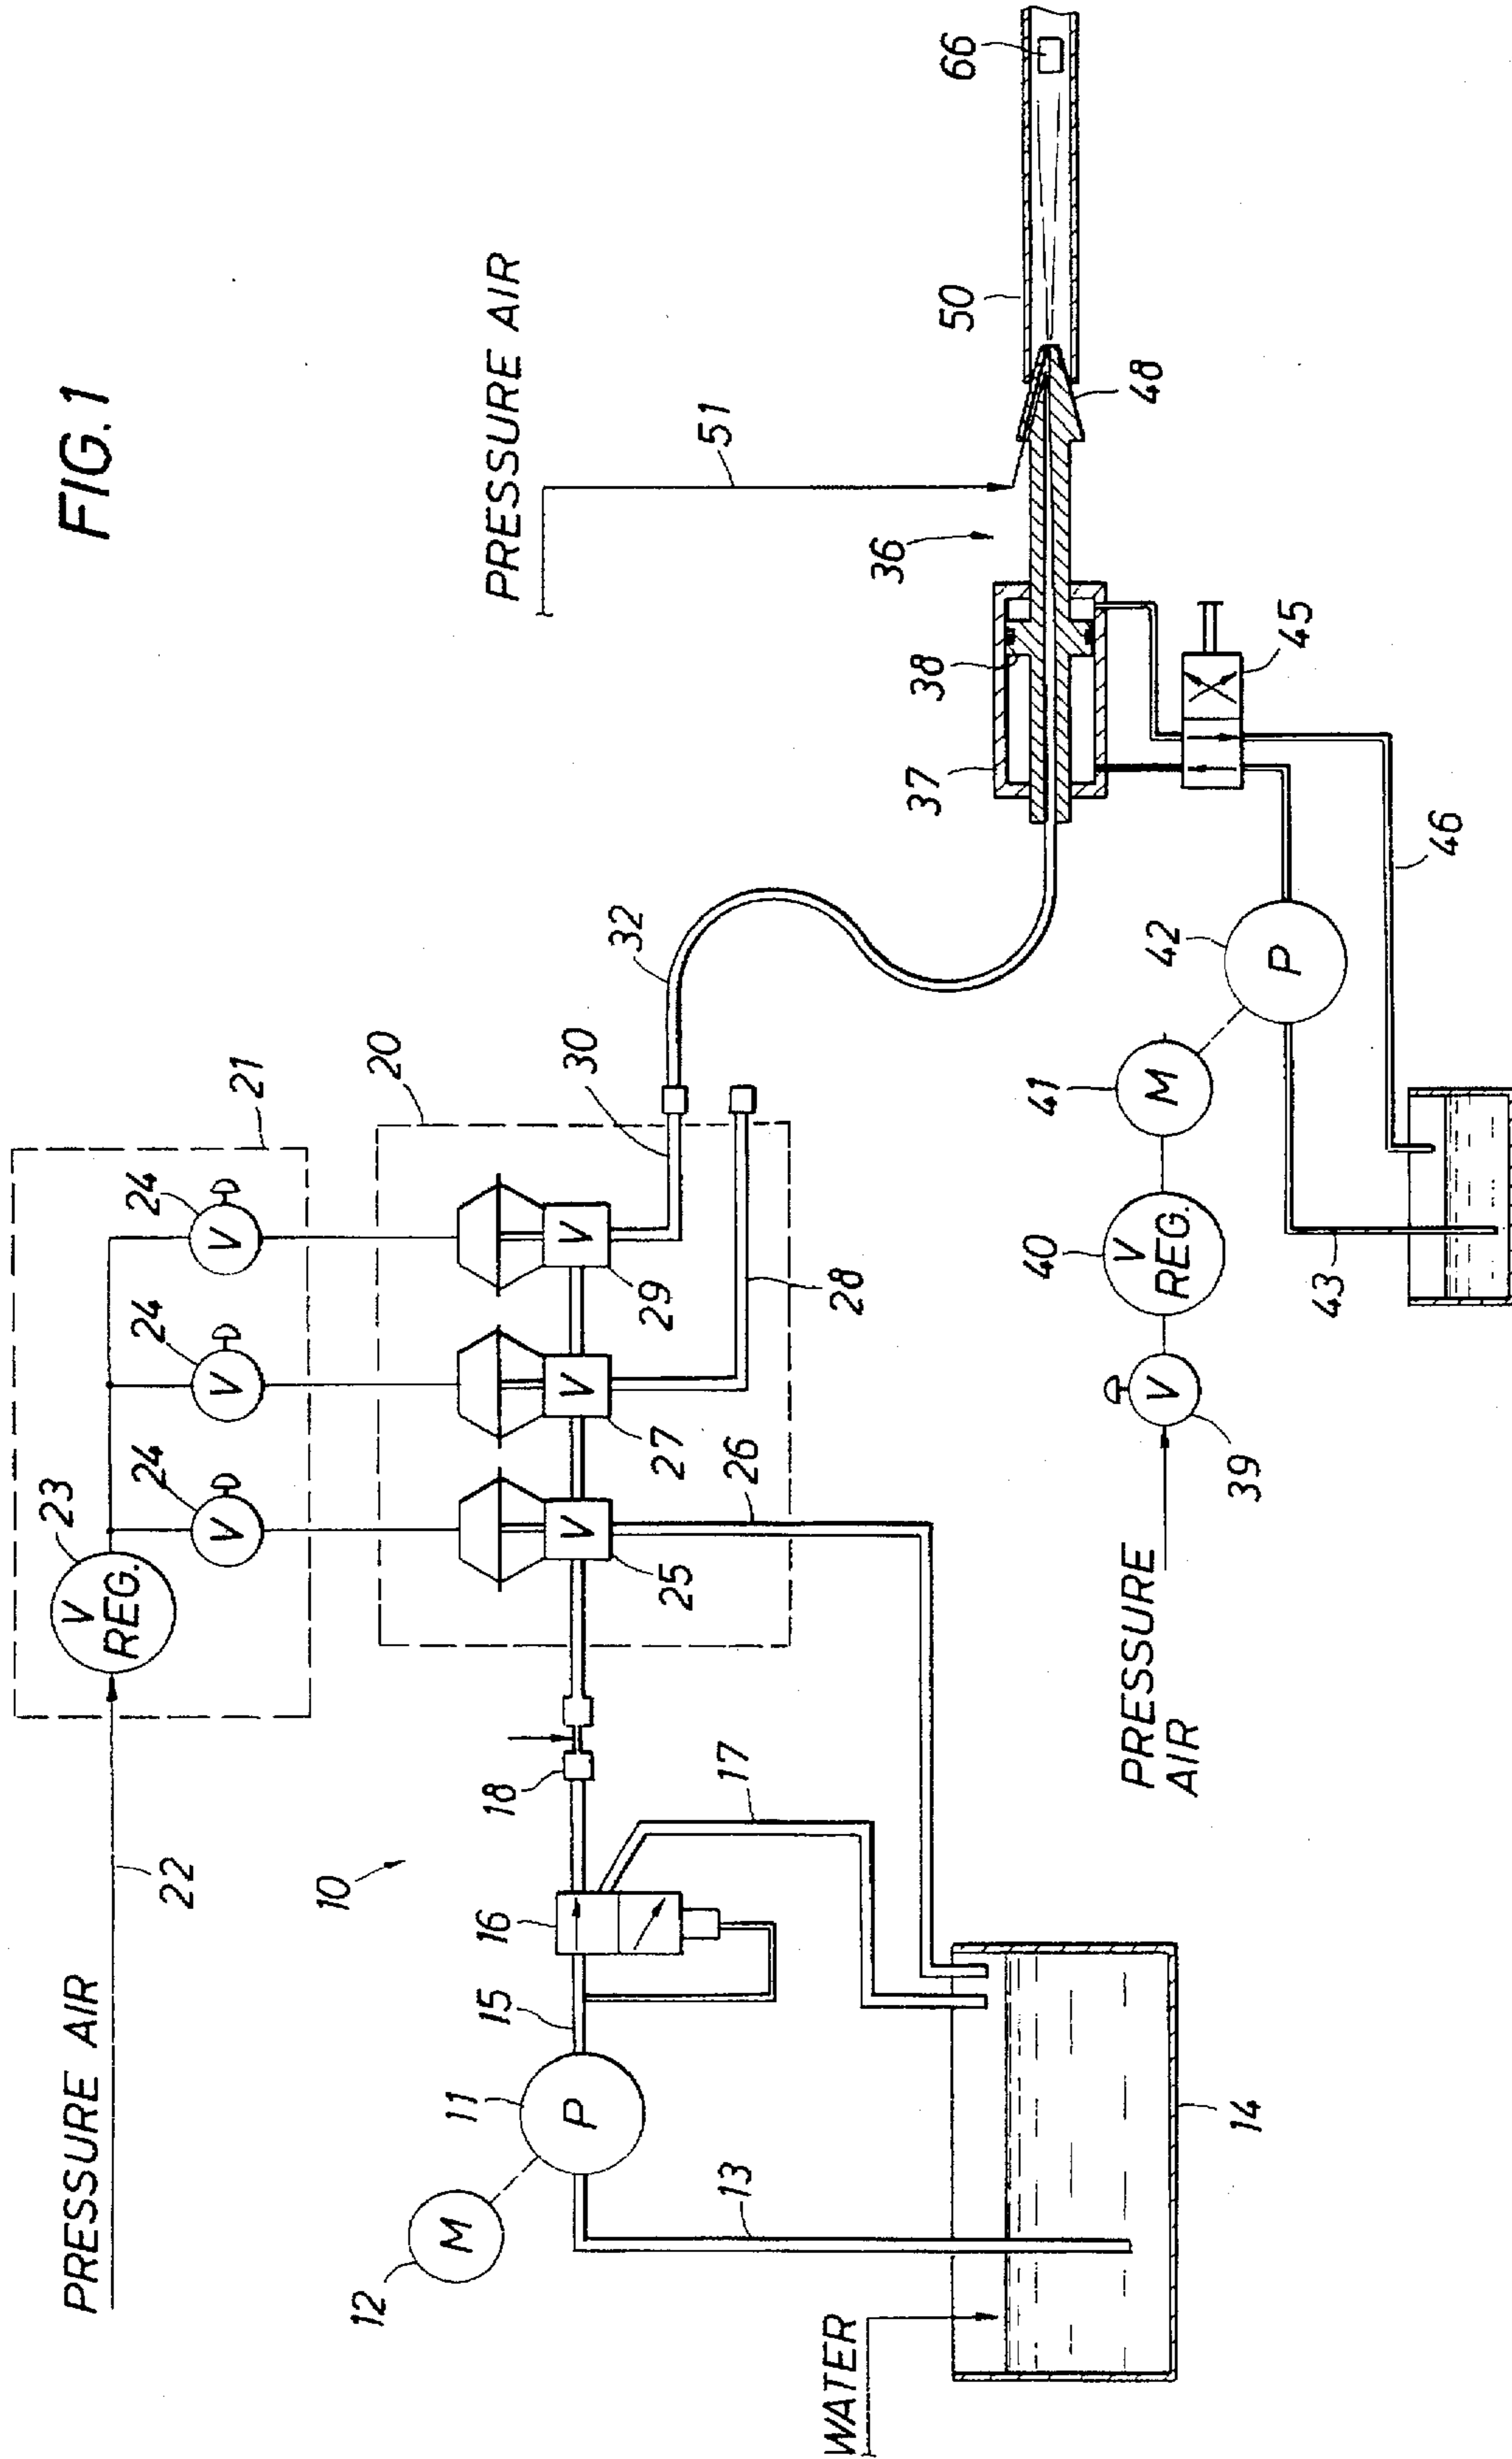 FIG. 1
PRESSURE AIR
22
23
V
REG.
24
24
24
V
V
V
21
20
10
12
M
11
P
15
16
18
17
13
WATER
14
25
V
26
27
V
28
29
V
30
32
PRESSURE AIR
51
36
37
38
50
66
48
45
46
42
P
41
M
40
V
REG.
39
V
43
PRESSURE
AIR